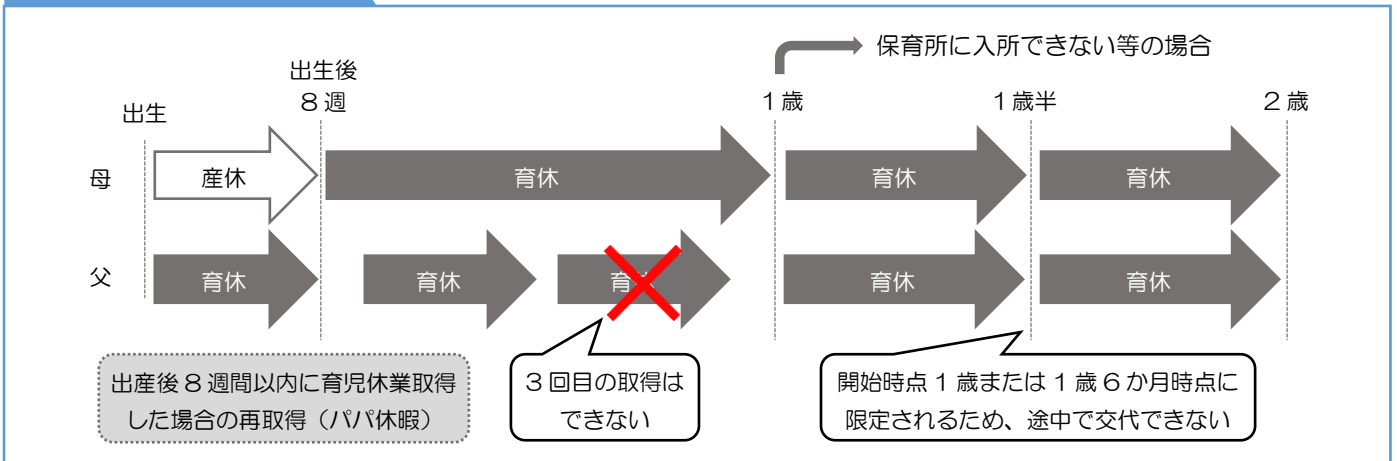 保育所に入所できない等の場合
出生
出生後
8週
1歳
1歳半
2歳
母
産休
育休
育休
育休
父
育休
育休
育休
育休
育休
出産後8週間以内に育児休業取得
した場合の再取得（パパ休暇）
3回目の取得は
できない
開始時点1歳または1歳6か月時点に
限定されるため、途中で交代できない